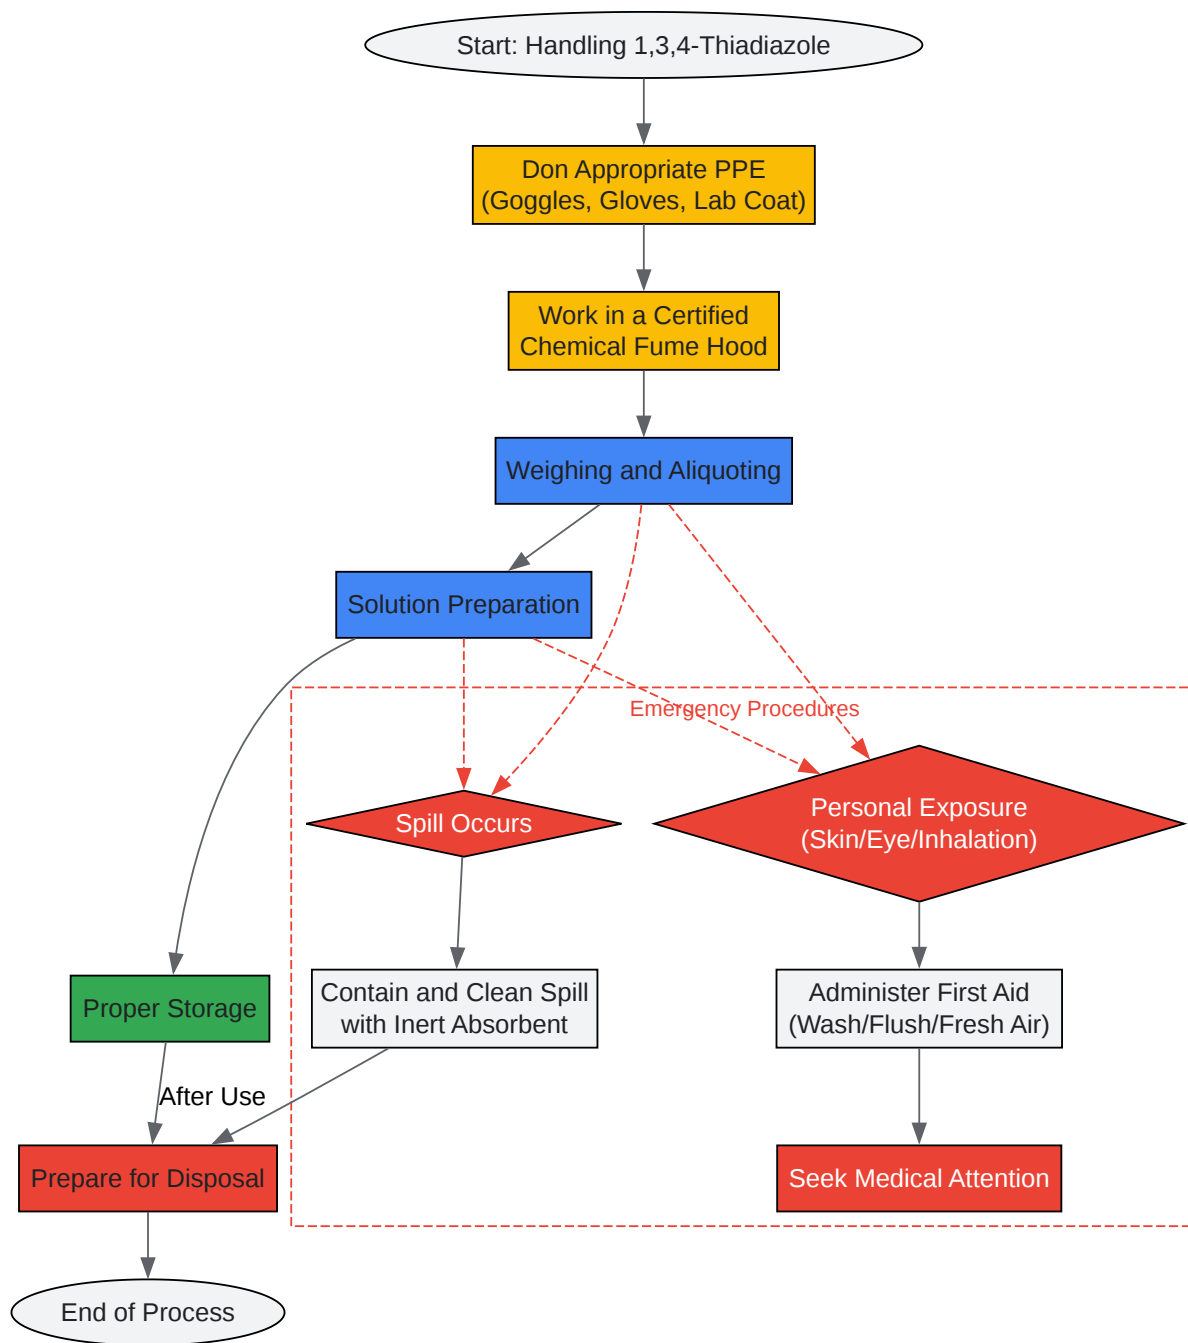 Start: Handling 1,3,4-Thiadiazole
Don Appropriate PPE
(Goggles, Gloves, Lab Coat)
Work in a Certified
Chemical Fume Hood
Weighing and Aliquoting
Solution Preparation
Emergency Procedures
Spill Occurs
Personal Exposure
(Skin/Eye/Inhalation)
Proper Storage
Contain and Clean Spill
with Inert Absorbent
Administer First Aid
(Wash/Flush/Fresh Air)
After Use
Prepare for Disposal
Seek Medical Attention
End of Process